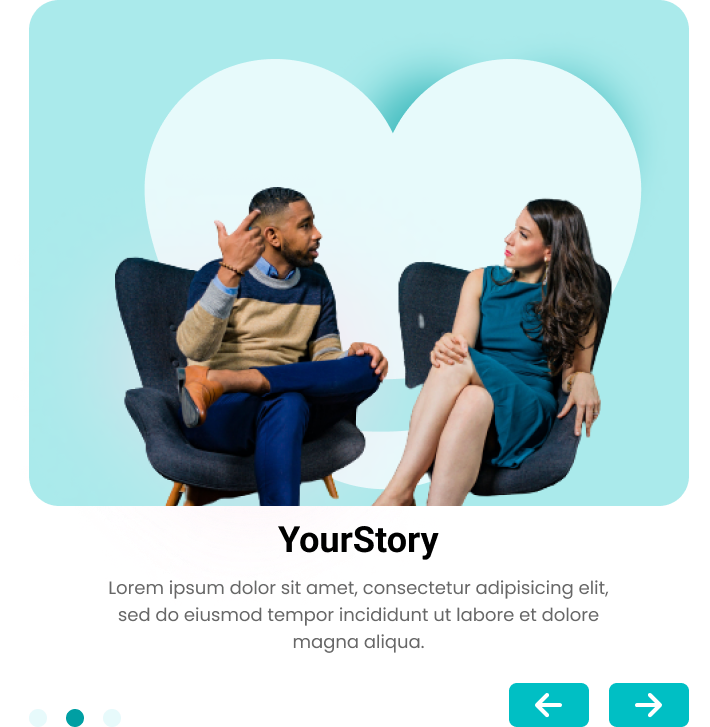 YourStory
Lorem ipsum dolor sit amet, consectetur adipisicing elit,
sed do eiusmod tempor incididunt ut labore et dolore
magna aliqua.